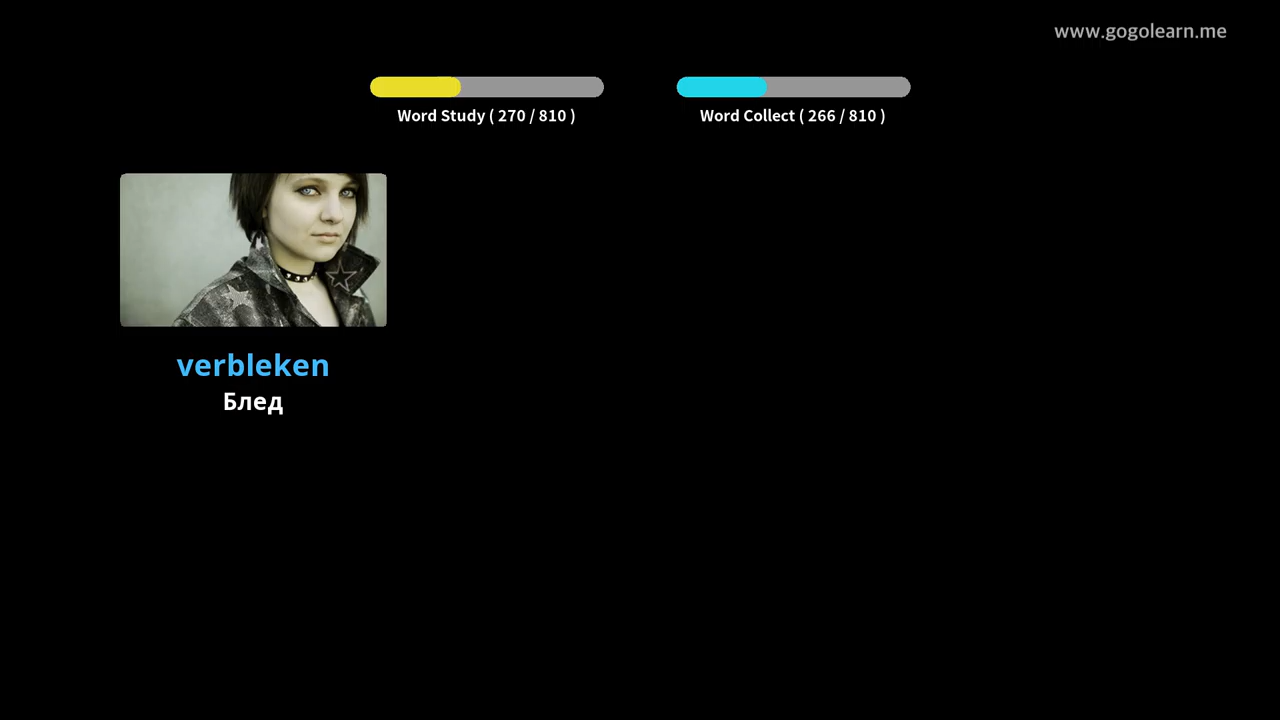 www.gogolearn.me
Word Study ( 270 / 810 )
Word Collect ( 266 / 810 )
verbleken
Блед